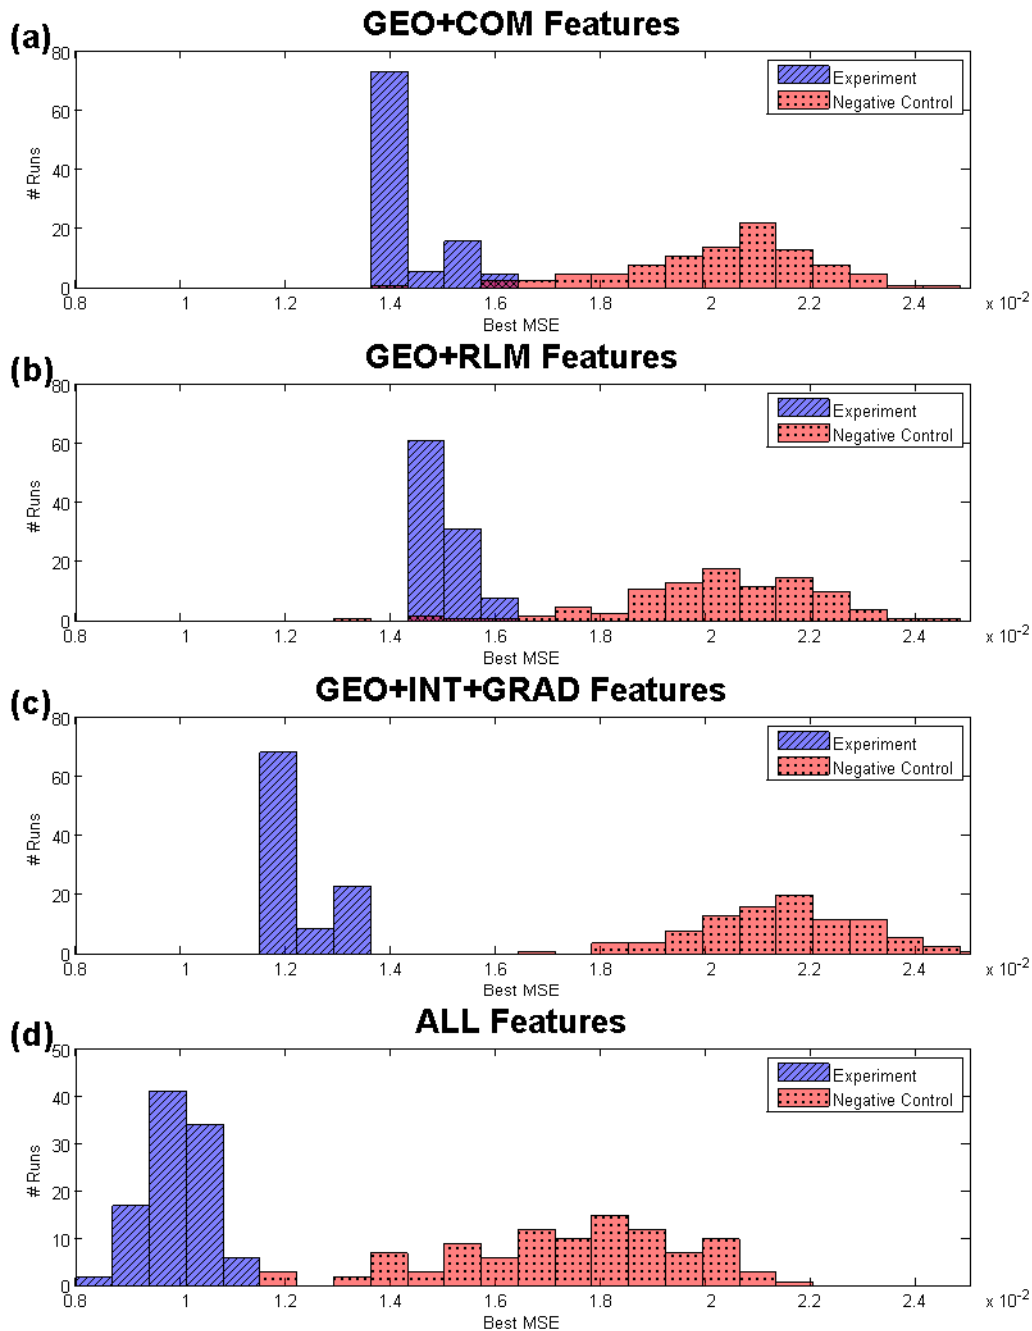 (a)
GEO+COM Features
80
60
40
20
0
# Runs
Experiment
Negative Control
0.8 1 1.2 1.4 1.6 1.8 2 2.2 2.4 x 10-2
Best MSE
(b)
GEO+RLM Features
80
60
40
20
0
# Runs
Experiment
Negative Control
0.8 1 1.2 1.4 1.6 1.8 2 2.2 2.4 x 10-2
Best MSE
(c)
GEO+INT+GRAD Features
80
60
40
20
0
# Runs
Experiment
Negative Control
0.8 1 1.2 1.4 1.6 1.8 2 2.2 2.4 x 10-2
Best MSE
(d)
ALL Features
50
40
30
20
10
0
# Runs
Experiment
Negative Control
0.8 1 1.2 1.4 1.6 1.8 2 2.2 2.4 x 10-2
Best MSE